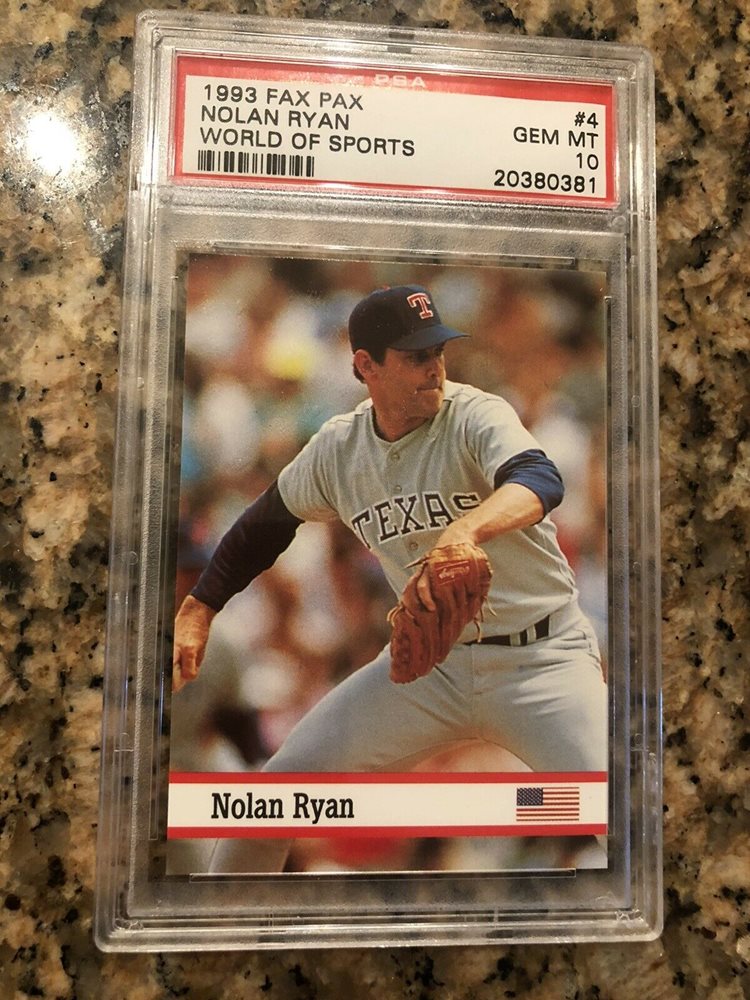 PSA
1993 FAX PAX #4
NOLAN RYAN GEM MT
WORLD OF SPORTS 10
20380381
T
TEXAS
Nolan Ryan